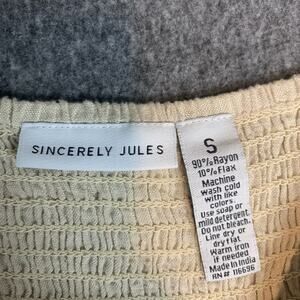 SINCERELY JULES
S
90% Rayon
10% Flax
Machine
wash cold
with like
colors.
Use soap or
mild detergent.
Do not bleach.
Line dry or
dry flat
Warm iron
if needed
Made In India
RN# 116696